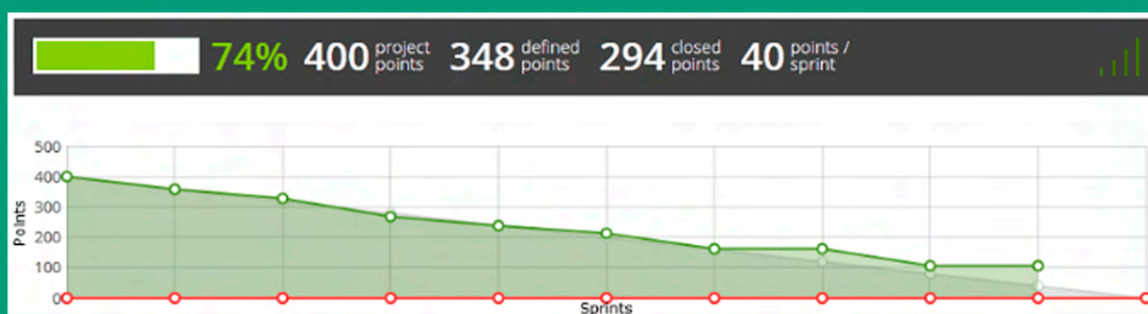 74% 400 project points 348 defined points 294 closed points 40 points / sprint
500
400
300
200
100
0
Points
Sprints